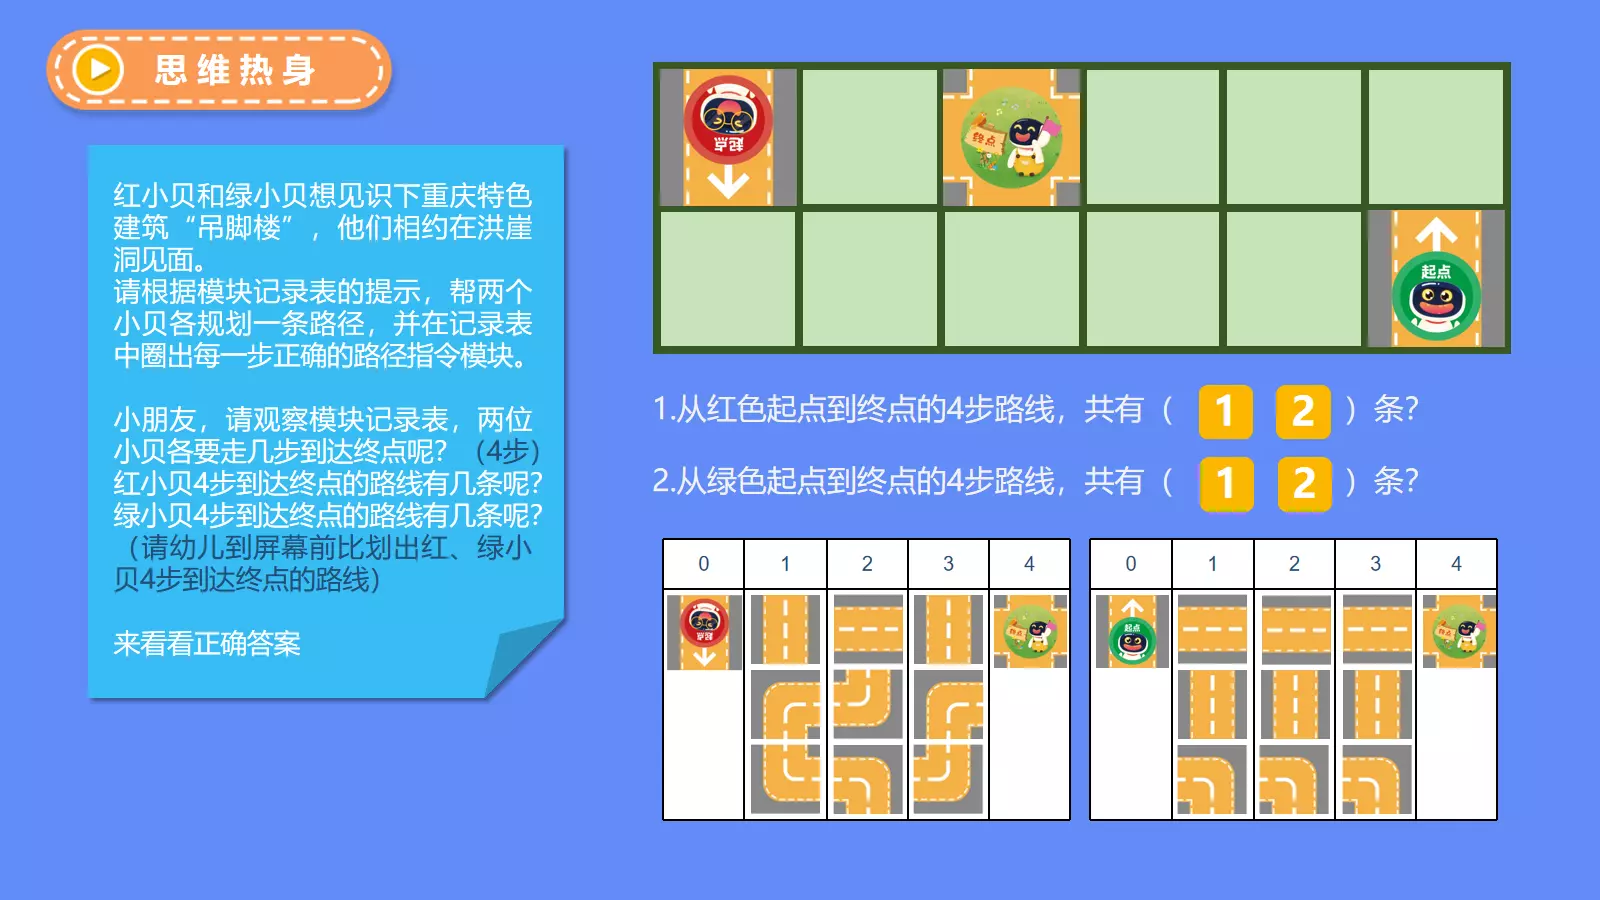 思维热身
红小贝和绿小贝想见识下重庆特色
建筑“吊脚楼”，他们相约在洪崖
洞见面。
请根据模块记录表的提示，帮两个
小贝各规划一条路径，并在记录表
中圈出每一步正确的路径指令模块。
小朋友，请观察模块记录表，两位
小贝各要走几步到达终点呢？（4步）
红小贝4步到达终点的路线有几条呢？
绿小贝4步到达终点的路线有几条呢？
（请幼儿到屏幕前比划出红、绿小
贝4步到达终点的路线）
来看看正确答案
起点
终点
起点
1.从红色起点到终点的4步路线，共有（ 1 2 ）条？
2.从绿色起点到终点的4步路线，共有（ 1 2 ）条？
0 1 2 3 4
起点
终点
0 1 2 3 4
起点
终点